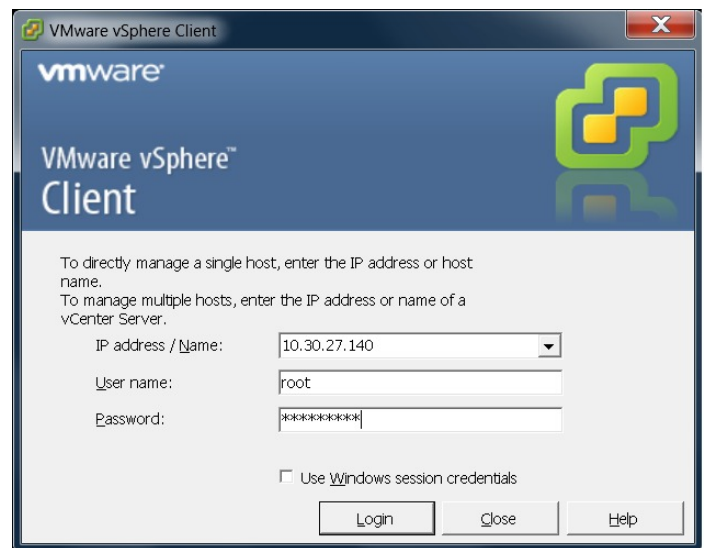 VMware vSphere Client
vmware
VMware vSphere™
Client
To directly manage a single host, enter the IP address or host
name.
To manage multiple hosts, enter the IP address or name of a
vCenter Server.
IP address / Name: 10.30.27.140
User name: root
Password: *********
Use Windows session credentials
Login Close Help